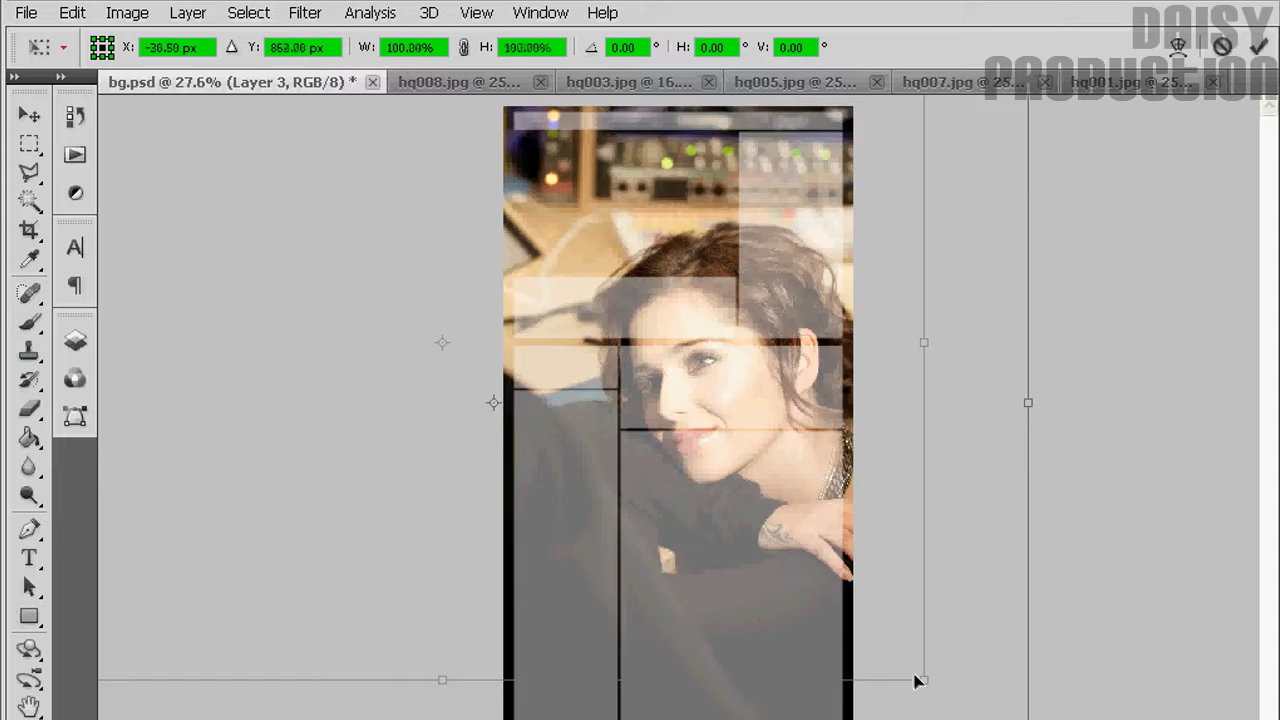 File Edit Image Layer Select Filter Analysis 3D View Window Help
X: -30.50 px Y: 852.00 px W: 100.00% H: 100.00% 0.00 ° H: 0.00 ° V: 0.00 °
bg.psd @ 27.6% (Layer 3, RGB/8) * hq008.jpg @ 25... hq003.jpg @ 16.... hq005.jpg @ 25... hq007.jpg @ 25... hq001.jpg @ 25...
DAISY
PRODUCTION
A
T